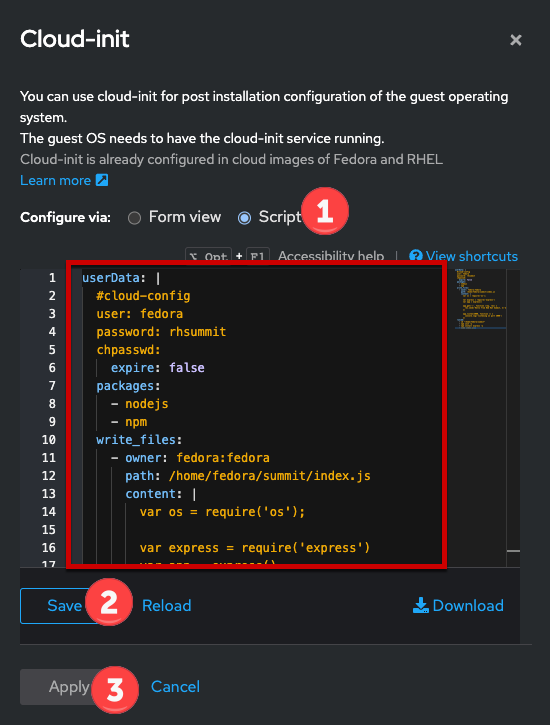 Cloud-init
×
You can use cloud-init for post installation configuration of the guest operating
system.
The guest OS needs to have the cloud-init service running.
Cloud-init is already configured in cloud images of Fedora and RHEL
Learn more
Configure via: Form view Script 1
⌥ Opt + F1 Accessibility help | View shortcuts
1 userData: |
2 #cloud-config
3 user: fedora
4 password: rhsummit
5 chpasswd:
6 expire: false
7 packages:
8 - nodejs
9 - npm
10 write_files:
11 - owner: fedora:fedora
12 path: /home/fedora/summit/index.js
13 content: |
14 var os = require('os');
15
16 var express = require('express')
17 var app = express()
Save 2 Reload Download
Apply 3 Cancel